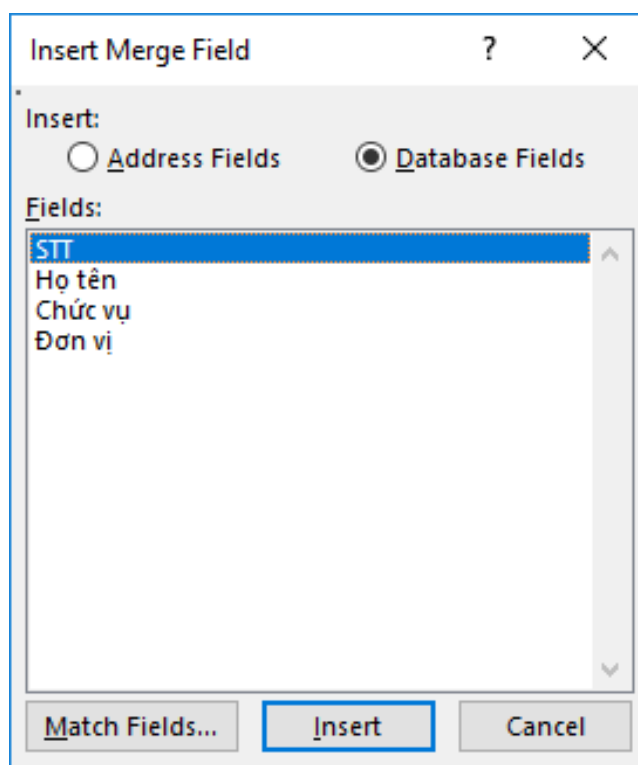 Insert Merge Field ?
Insert:
Address Fields Database Fields
Fields:
STT
Họ tên
Chức vụ
Đơn vị
Match Fields... Insert Cancel